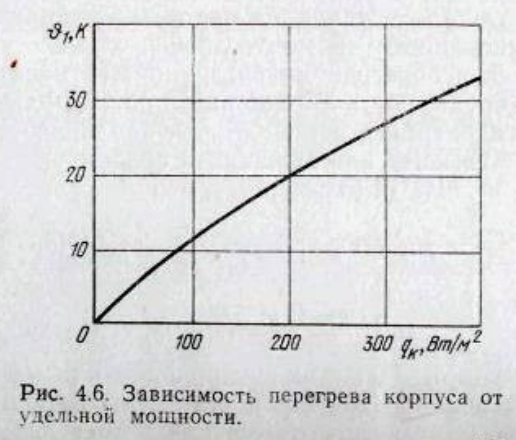 ϑ₁,К
30
20
10
0
100
200
300
qк, Вт/м²
Рис. 4.6. Зависимость перегрева корпуса от
удельной мощности.